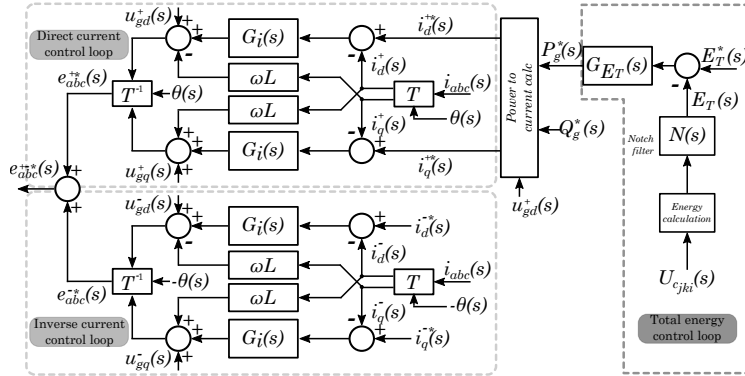 Direct current
control loop
u⁺gd(s)
Gi(s)
i⁺*d(s)
e⁺*abc(s)
ωL
i⁺d(s)
T⁻¹
θ(s)
T
iabc(s)
ωL
θ(s)
i⁺q(s)
Gi(s)
i⁺*q(s)
u⁺gq(s)
Power to
current calc
P*g(s)
Q*g(s)
u⁺gd(s)
GET(s)
E*T(s)
ET(s)
Notch
filter
N(s)
Energy
calculation
Ucjki(s)
Total energy
control loop
e⁺⁻*abc(s)
u⁻gd(s)
Gi(s)
i⁻*d(s)
ωL
i⁻d(s)
T⁻¹
-θ(s)
T
iabc(s)
ωL
-θ(s)
e⁻*abc(s)
i⁻q(s)
Gi(s)
i⁻*q(s)
u⁻gq(s)
Inverse current
control loop